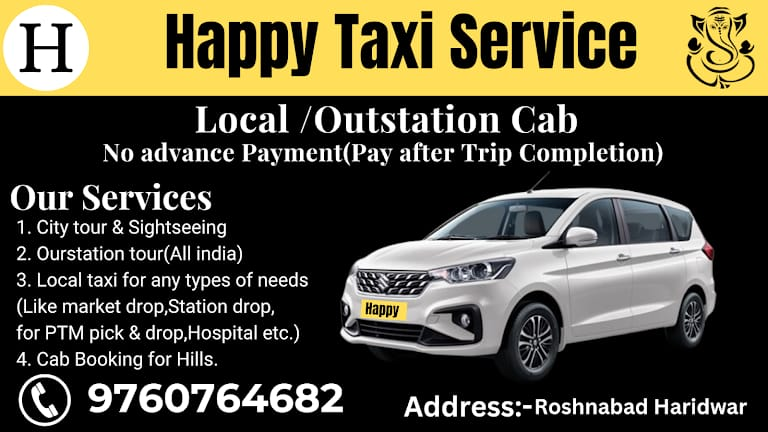 H
Happy Taxi Service
Local /Outstation Cab
No advance Payment(Pay after Trip Completion)
Our Services
1. City tour & Sightseeing
2. Ourstation tour(All india)
3. Local taxi for any types of needs
(Like market drop,Station drop,
for PTM pick & drop,Hospital etc.)
4. Cab Booking for Hills.
Happy
9760764682
Address:-Roshnabad Haridwar